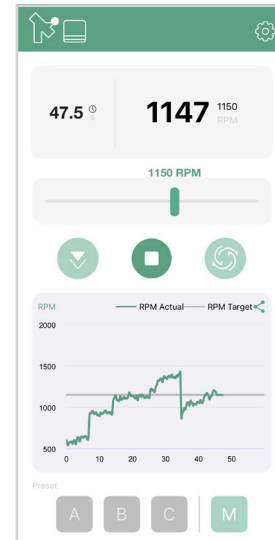 47.5 s
1147 1150
RPM
1150 RPM
RPM
RPM Actual
RPM Target
2000
1500
1000
500
0 10 20 30 40 50
Preset
A B C M